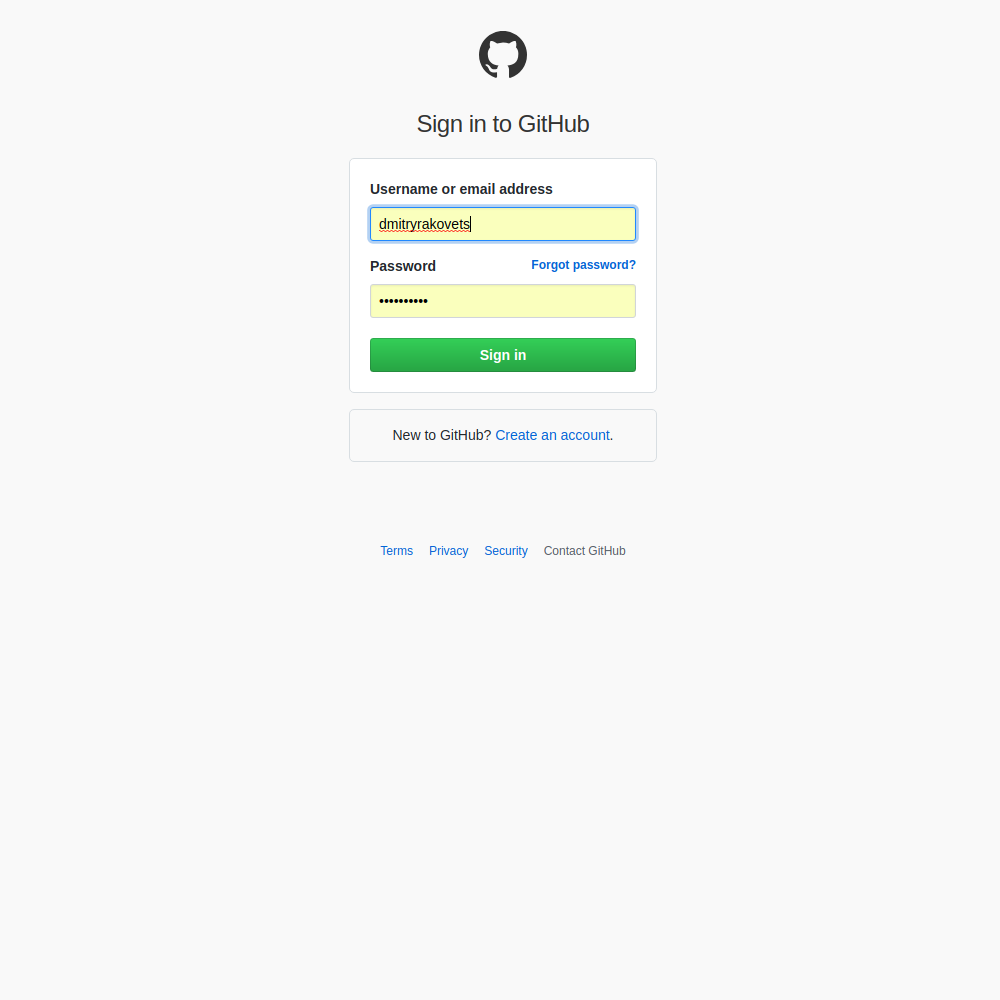 Sign in to GitHub
Username or email address
dmitryrakovets
Password Forgot password?
••••••••••
Sign in
New to GitHub? Create an account.
Terms Privacy Security Contact GitHub